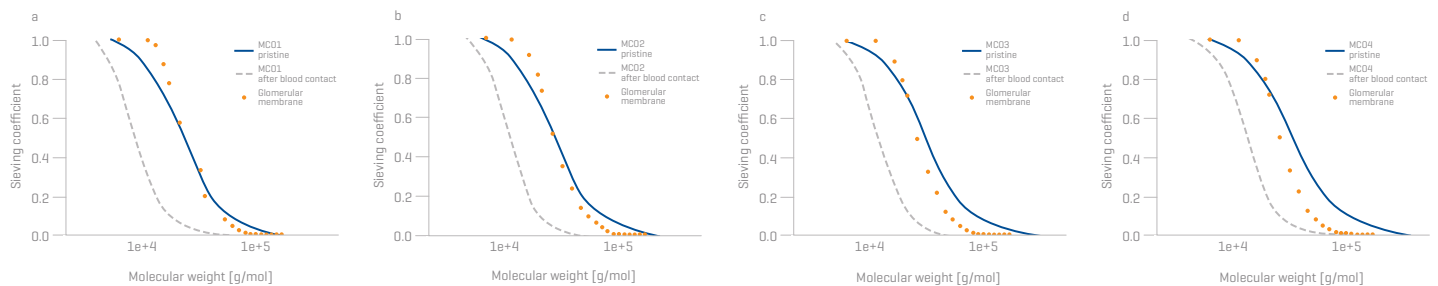 a
Sieving coefficient
1.0
0.8
0.6
0.4
0.2
0.0
1e+4
1e+5
Molecular weight [g/mol]
MC01
pristine
MC01
after blood contact
Glomerular
membrane
b
Sieving coefficient
1.0
0.8
0.6
0.4
0.2
0.0
1e+4
1e+5
Molecular weight [g/mol]
MC02
pristine
MC02
after blood contact
Glomerular
membrane
c
Sieving coefficient
1.0
0.8
0.6
0.4
0.2
0.0
1e+4
1e+5
Molecular weight [g/mol]
MC03
pristine
MC03
after blood contact
Glomerular
membrane
d
Sieving coefficient
1.0
0.8
0.6
0.4
0.2
0.0
1e+4
1e+5
Molecular weight [g/mol]
MC04
pristine
MC04
after blood contact
Glomerular
membrane